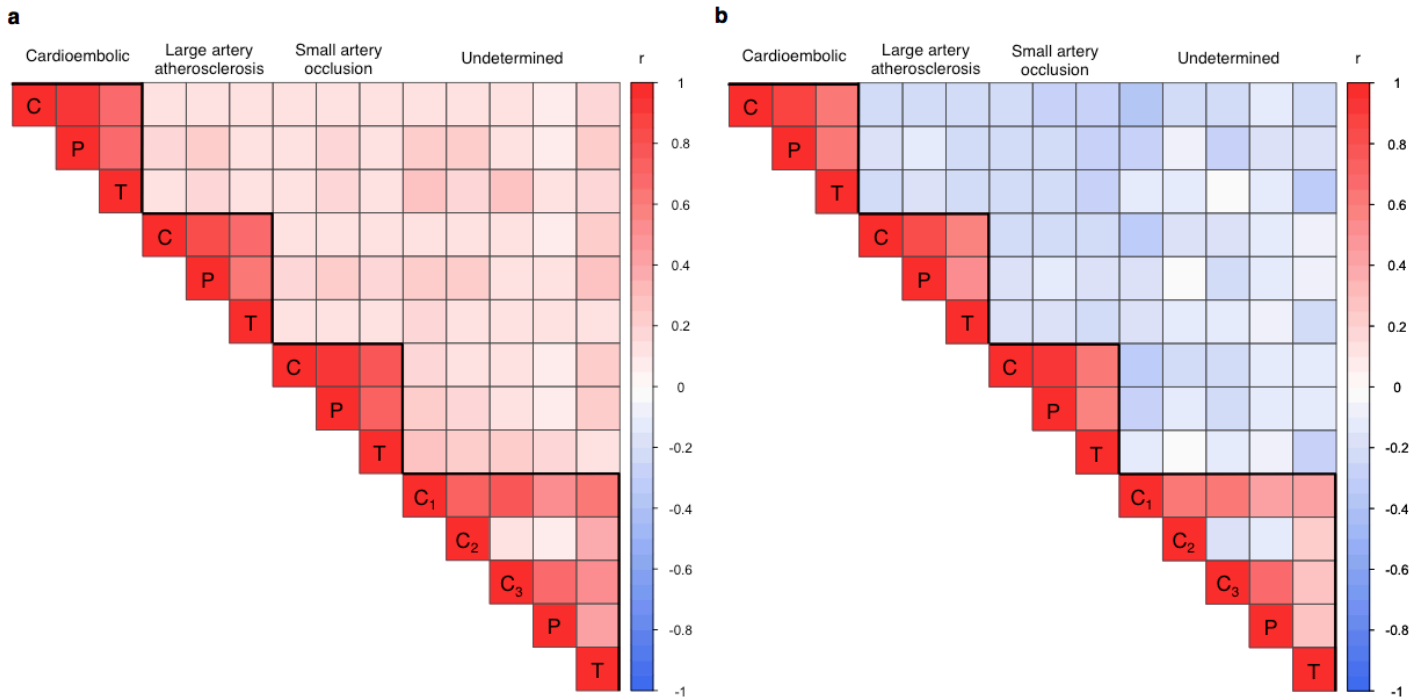 a
Cardioembolic
Large artery
atherosclerosis
Small artery
occlusion
Undetermined
r
C
P
T
C
P
T
C
P
T
C1
C2
C3
P
T
1
0.8
0.6
0.4
0.2
0
-0.2
-0.4
-0.6
-0.8
-1
b
Cardioembolic
Large artery
atherosclerosis
Small artery
occlusion
Undetermined
r
C
P
T
C
P
T
C
P
T
C1
C2
C3
P
T
1
0.8
0.6
0.4
0.2
0
-0.2
-0.4
-0.6
-0.8
-1